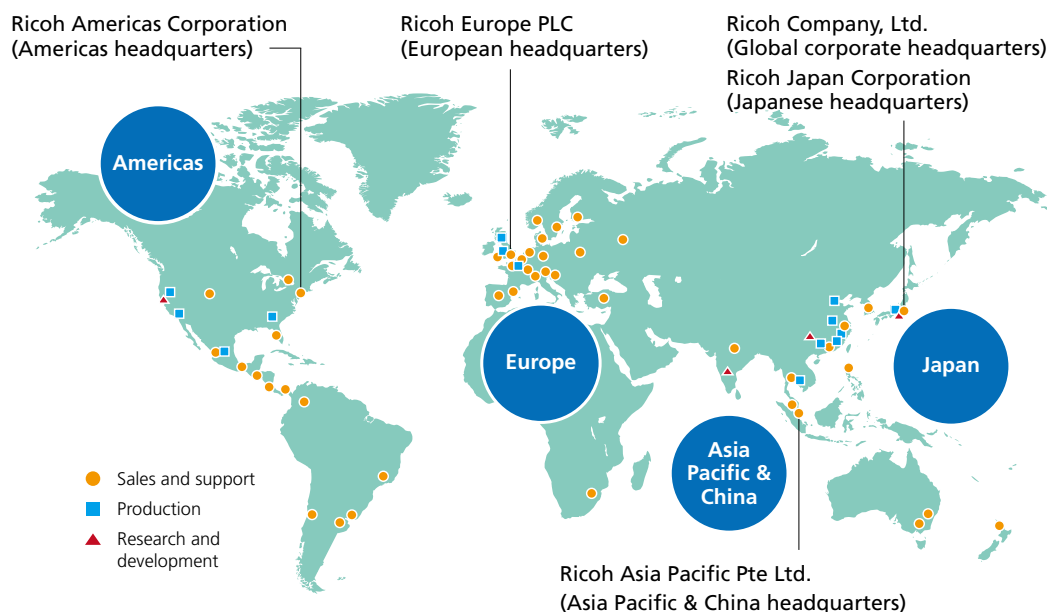 Ricoh Americas Corporation
(Americas headquarters)
Ricoh Europe PLC
(European headquarters)
Ricoh Company, Ltd.
(Global corporate headquarters)
Ricoh Japan Corporation
(Japanese headquarters)
Americas
Europe
Japan
Asia
Pacific &
China
Sales and support
Production
Research and
development
Ricoh Asia Pacific Pte Ltd.
(Asia Pacific & China headquarters)